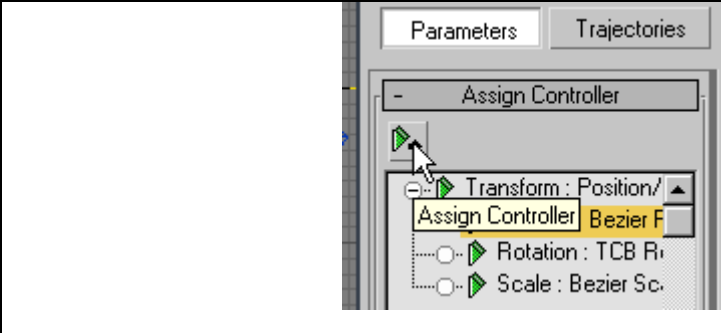 Parameters Trajectories
- Assign Controller
Transform : Position/
Assign Controller Bezier P
Rotation : TCB R
Scale : Bezier Sc